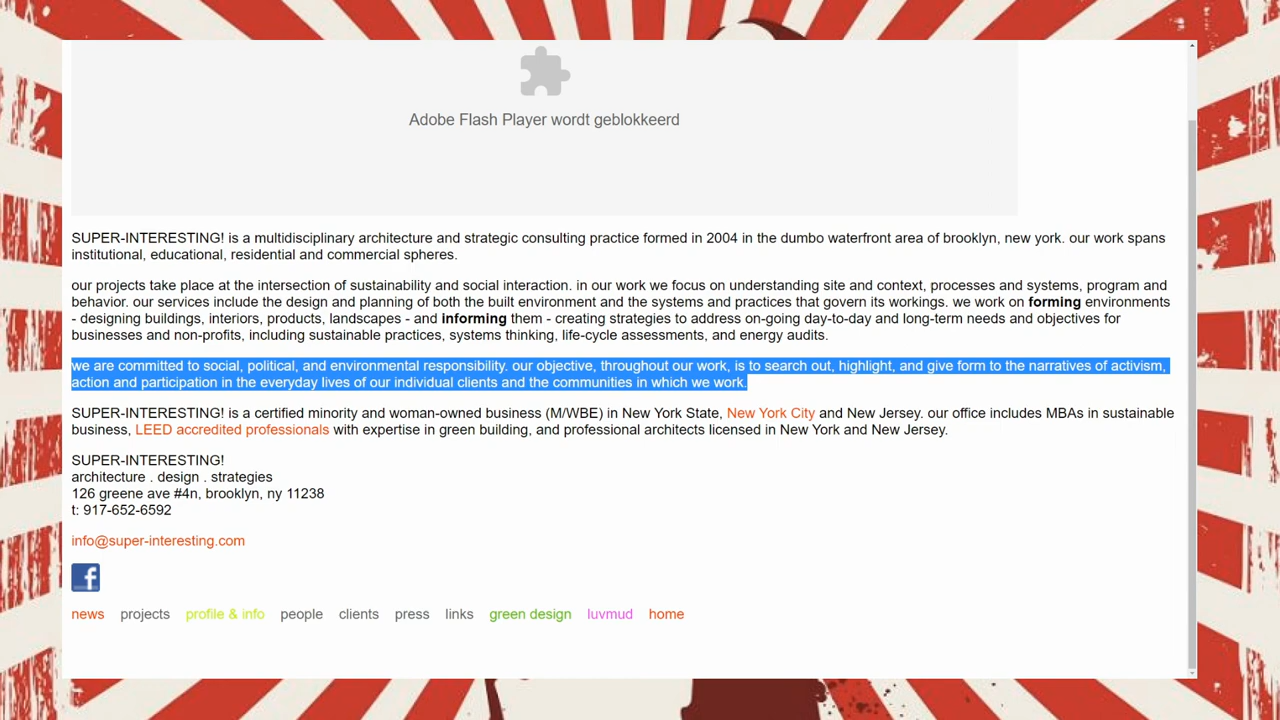 Adobe Flash Player wordt geblokkeerd
SUPER-INTERESTING! is a multidisciplinary architecture and strategic consulting practice formed in 2004 in the dumbo waterfront area of brooklyn, new york. our work spans
institutional, educational, residential and commercial spheres.
our projects take place at the intersection of sustainability and social interaction. in our work we focus on understanding site and context, processes and systems, program and
behavior. our services include the design and planning of both the built environment and the systems and practices that govern its workings. we work on forming environments
- designing buildings, interiors, products, landscapes - and informing them - creating strategies to address on-going day-to-day and long-term needs and objectives for
businesses and non-profits, including sustainable practices, systems thinking, life-cycle assessments, and energy audits.
we are committed to social, political, and environmental responsibility. our objective, throughout our work, is to search out, highlight, and give form to the narratives of activism,
action and participation in the everyday lives of our individual clients and the communities in which we work.
SUPER-INTERESTING! is a certified minority and woman-owned business (M/WBE) in New York State, New York City and New Jersey. our office includes MBAs in sustainable
business, LEED accredited professionals with expertise in green building, and professional architects licensed in New York and New Jersey.
SUPER-INTERESTING!
architecture . design . strategies
126 greene ave #4n, brooklyn, ny 11238
t: 917-652-6592
info@super-interesting.com
f
news projects profile & info people clients press links green design luvmud home